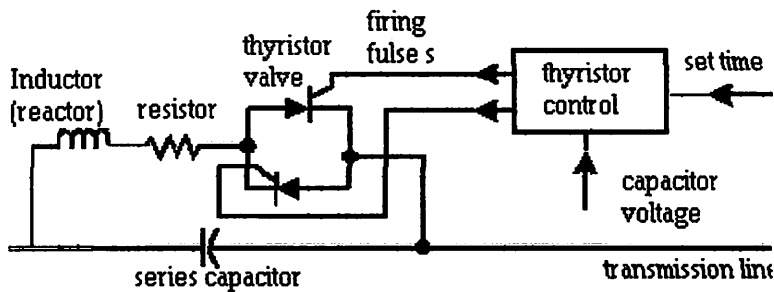 firing
fulse s
thyristor
valve
Inductor
(reactor)
resistor
thyristor
control
set time
capacitor
voltage
series capacitor
transmission line